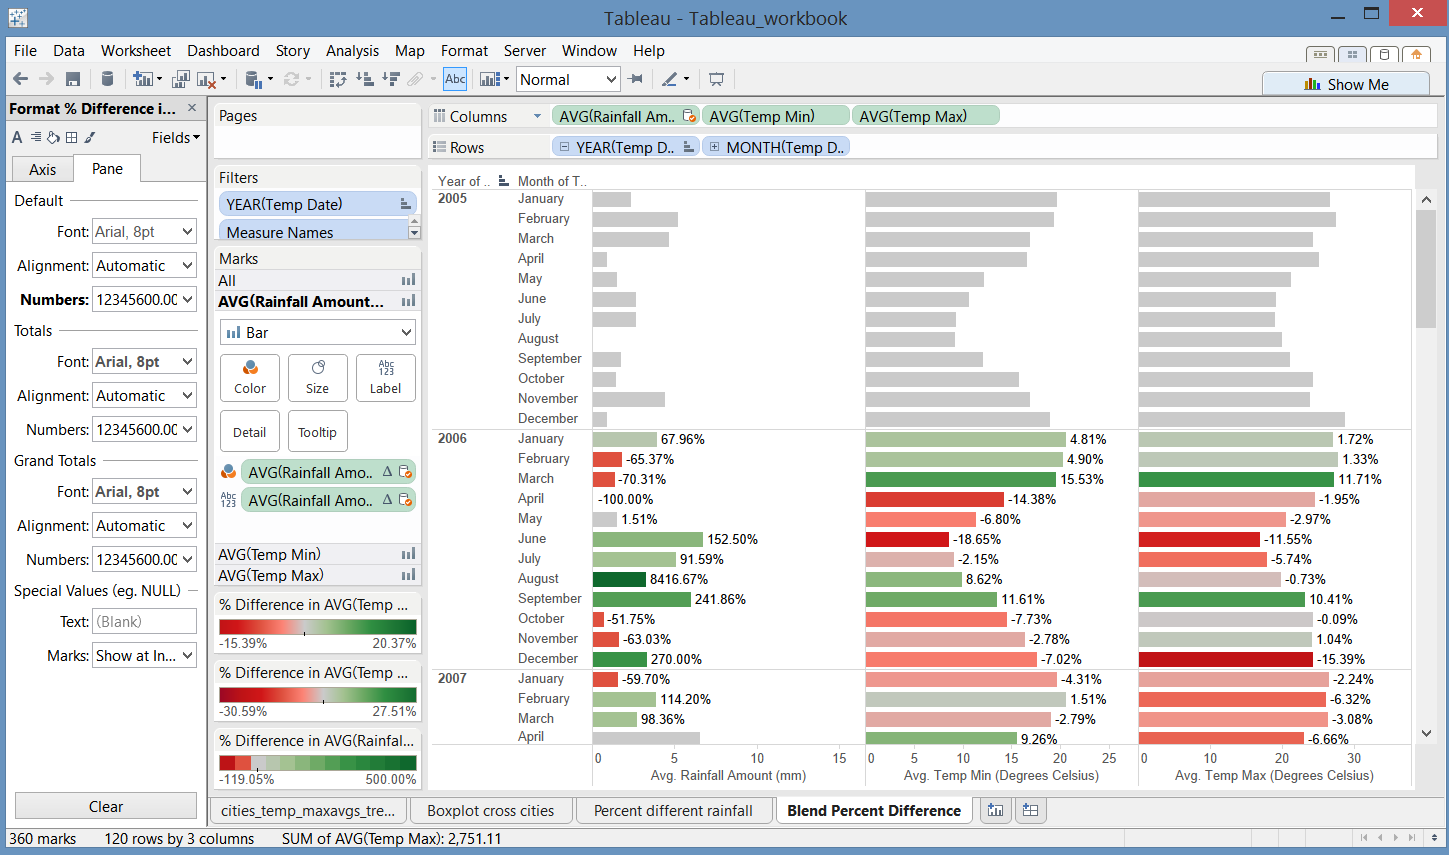 Tableau - Tableau_workbook
File Data Worksheet Dashboard Story Analysis Map Format Server Window Help
Abc Normal
Show Me
Format % Difference i...
Fields
Axis Pane
Default
Font: Arial, 8pt
Alignment: Automatic
Numbers: 12345600.00
Totals
Font: Arial, 8pt
Alignment: Automatic
Numbers: 12345600.00
Grand Totals
Font: Arial, 8pt
Alignment: Automatic
Numbers: 12345600.00
Special Values (eg. NULL)
Text: (Blank)
Marks: Show at In...
Clear
Pages
Filters
YEAR(Temp Date)
Measure Names
Marks
All
AVG(Rainfall Amount...
Bar
Color Size Abc 123 Label
Detail Tooltip
AVG(Rainfall Amo.. Δ
Abc 123 AVG(Rainfall Amo.. Δ
AVG(Temp Min)
AVG(Temp Max)
% Difference in AVG(Temp ...
-15.39% 20.37%
% Difference in AVG(Temp ...
-30.59% 27.51%
% Difference in AVG(Rainfal...
-119.05% 500.00%
Columns AVG(Rainfall Am.. AVG(Temp Min) AVG(Temp Max)
Rows YEAR(Temp D.. MONTH(Temp D..
Year of .. Month of T..
2005 January
February
March
April
May
June
July
August
September
October
November
December
2006 January 67.96% 4.81% 1.72%
February -65.37% 4.90% 1.33%
March -70.31% 15.53% 11.71%
April -100.00% -14.38% -1.95%
May 1.51% -6.80% -2.97%
June 152.50% -18.65% -11.55%
July 91.59% -2.15% -5.74%
August 8416.67% 8.62% -0.73%
September 241.86% 11.61% 10.41%
October -51.75% -7.73% -0.09%
November -63.03% -2.78% 1.04%
December 270.00% -7.02% -15.39%
2007 January -59.70% -4.31% -2.24%
February 114.20% 1.51% -6.32%
March 98.36% -2.79% -3.08%
April 9.26% -6.66%
0 5 10 15 0 5 10 15 20 25 0 10 20 30
Avg. Rainfall Amount (mm) Avg. Temp Min (Degrees Celsius) Avg. Temp Max (Degrees Celsius)
cities_temp_maxavgs_tre... Boxplot cross cities Percent different rainfall Blend Percent Difference
360 marks 120 rows by 3 columns SUM of AVG(Temp Max): 2,751.11